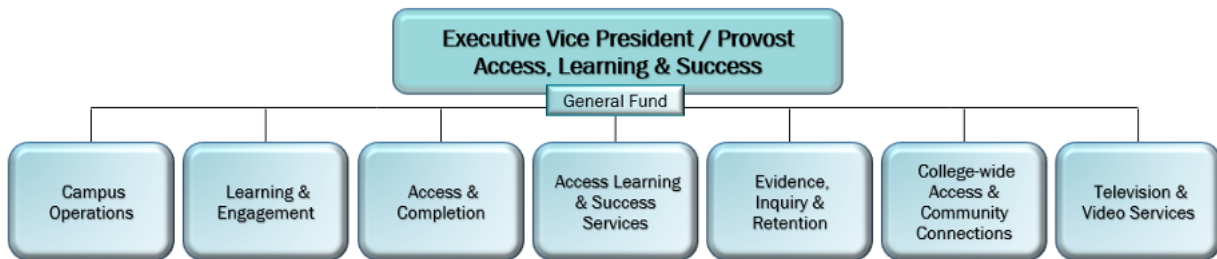 Executive Vice President / Provost
Access, Learning & Success
General Fund
Campus
Operations
Learning &
Engagement
Access &
Completion
Access Learning
& Success
Services
Evidence,
Inquiry &
Retention
College-wide
Access &
Community
Connections
Television &
Video Services